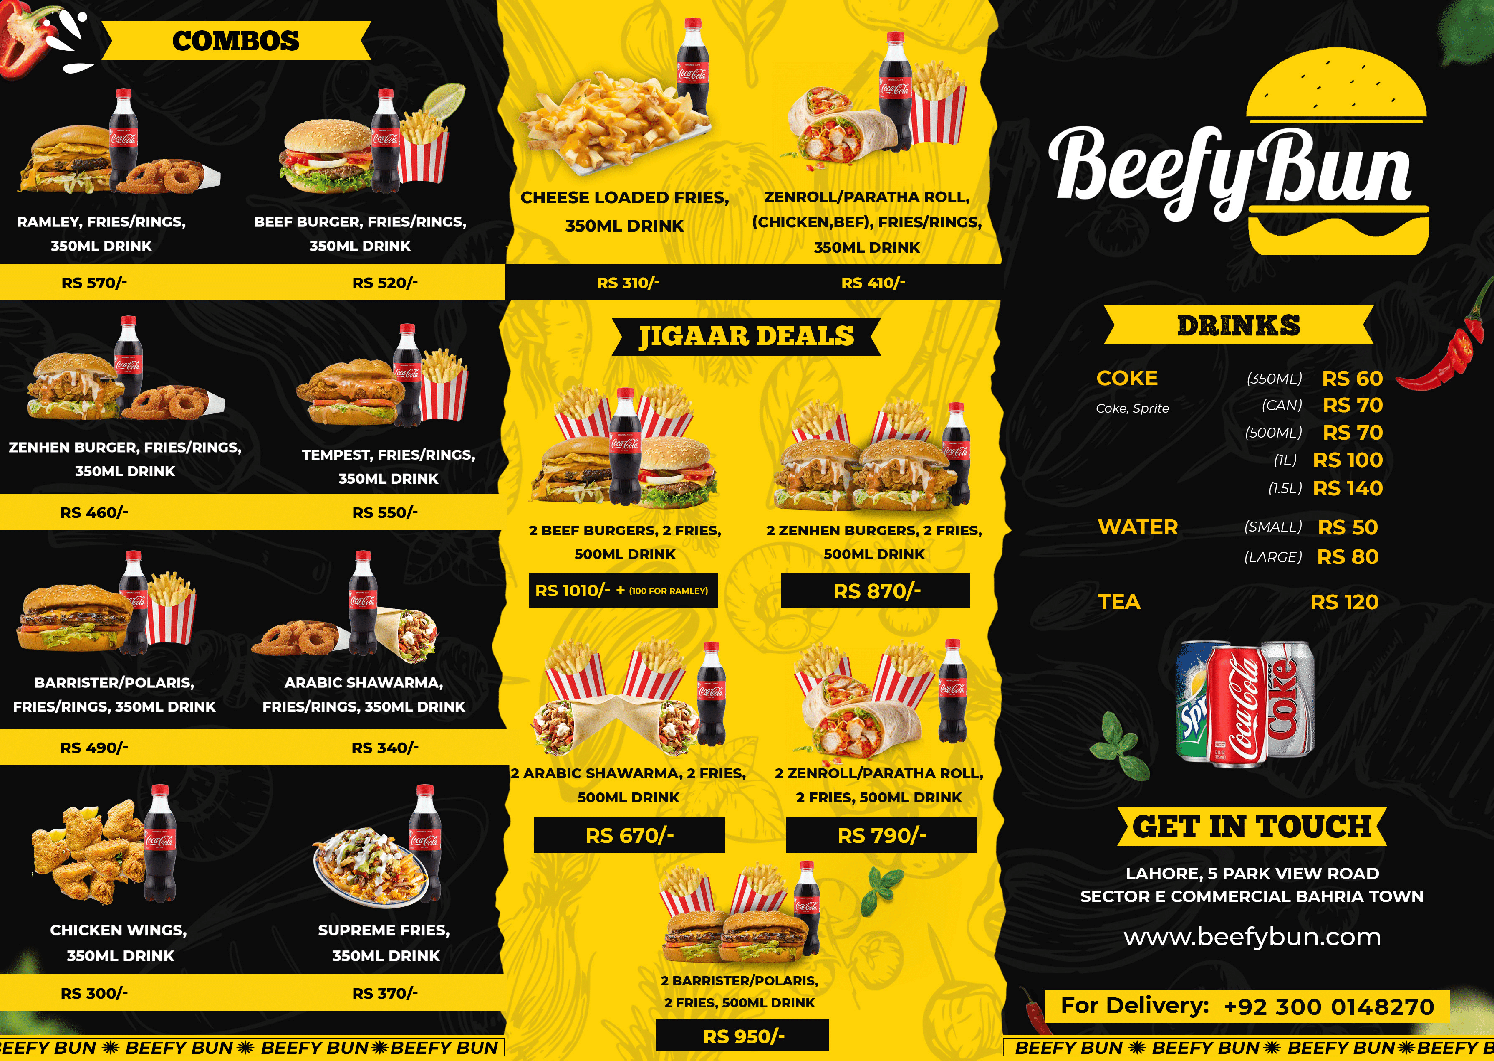 COMBOS
RAMLEY, FRIES/RINGS,
350ML DRINK
RS 570/-
BEEF BURGER, FRIES/RINGS,
350ML DRINK
RS 520/-
ZENHEN BURGER, FRIES/RINGS,
350ML DRINK
RS 460/-
TEMPEST, FRIES/RINGS,
350ML DRINK
RS 550/-
BARRISTER/POLARIS,
FRIES/RINGS, 350ML DRINK
RS 490/-
ARABIC SHAWARMA,
FRIES/RINGS, 350ML DRINK
RS 340/-
CHICKEN WINGS,
350ML DRINK
RS 300/-
SUPREME FRIES,
350ML DRINK
RS 370/-
EEFY BUN ✷ BEEFY BUN ✷ BEEFY BUN ✷ BEEFY BUN
CHEESE LOADED FRIES,
350ML DRINK
RS 310/-
ZENROLL/PARATHA ROLL,
(CHICKEN,BEF), FRIES/RINGS,
350ML DRINK
RS 410/-
JIGAAR DEALS
2 BEEF BURGERS, 2 FRIES,
500ML DRINK
RS 1010/- + (100 FOR RAMLEY)
2 ZENHEN BURGERS, 2 FRIES,
500ML DRINK
RS 870/-
2 ARABIC SHAWARMA, 2 FRIES,
500ML DRINK
RS 670/-
2 ZENROLL/PARATHA ROLL,
2 FRIES, 500ML DRINK
RS 790/-
2 BARRISTER/POLARIS,
2 FRIES, 500ML DRINK
RS 950/-
BeefyBun
DRINKS
COKE (350ML) RS 60
Coke, Sprite (CAN) RS 70
(500ML) RS 70
(1L) RS 100
(1.5L) RS 140
WATER (SMALL) RS 50
(LARGE) RS 80
TEA RS 120
Spr
Coca-Cola
Coke
GET IN TOUCH
LAHORE, 5 PARK VIEW ROAD
SECTOR E COMMERCIAL BAHRIA TOWN
www.beefybun.com
For Delivery: +92 300 0148270
BEEFY BUN ✷ BEEFY BUN ✷ BEEFY BUN ✷ BEEFY B